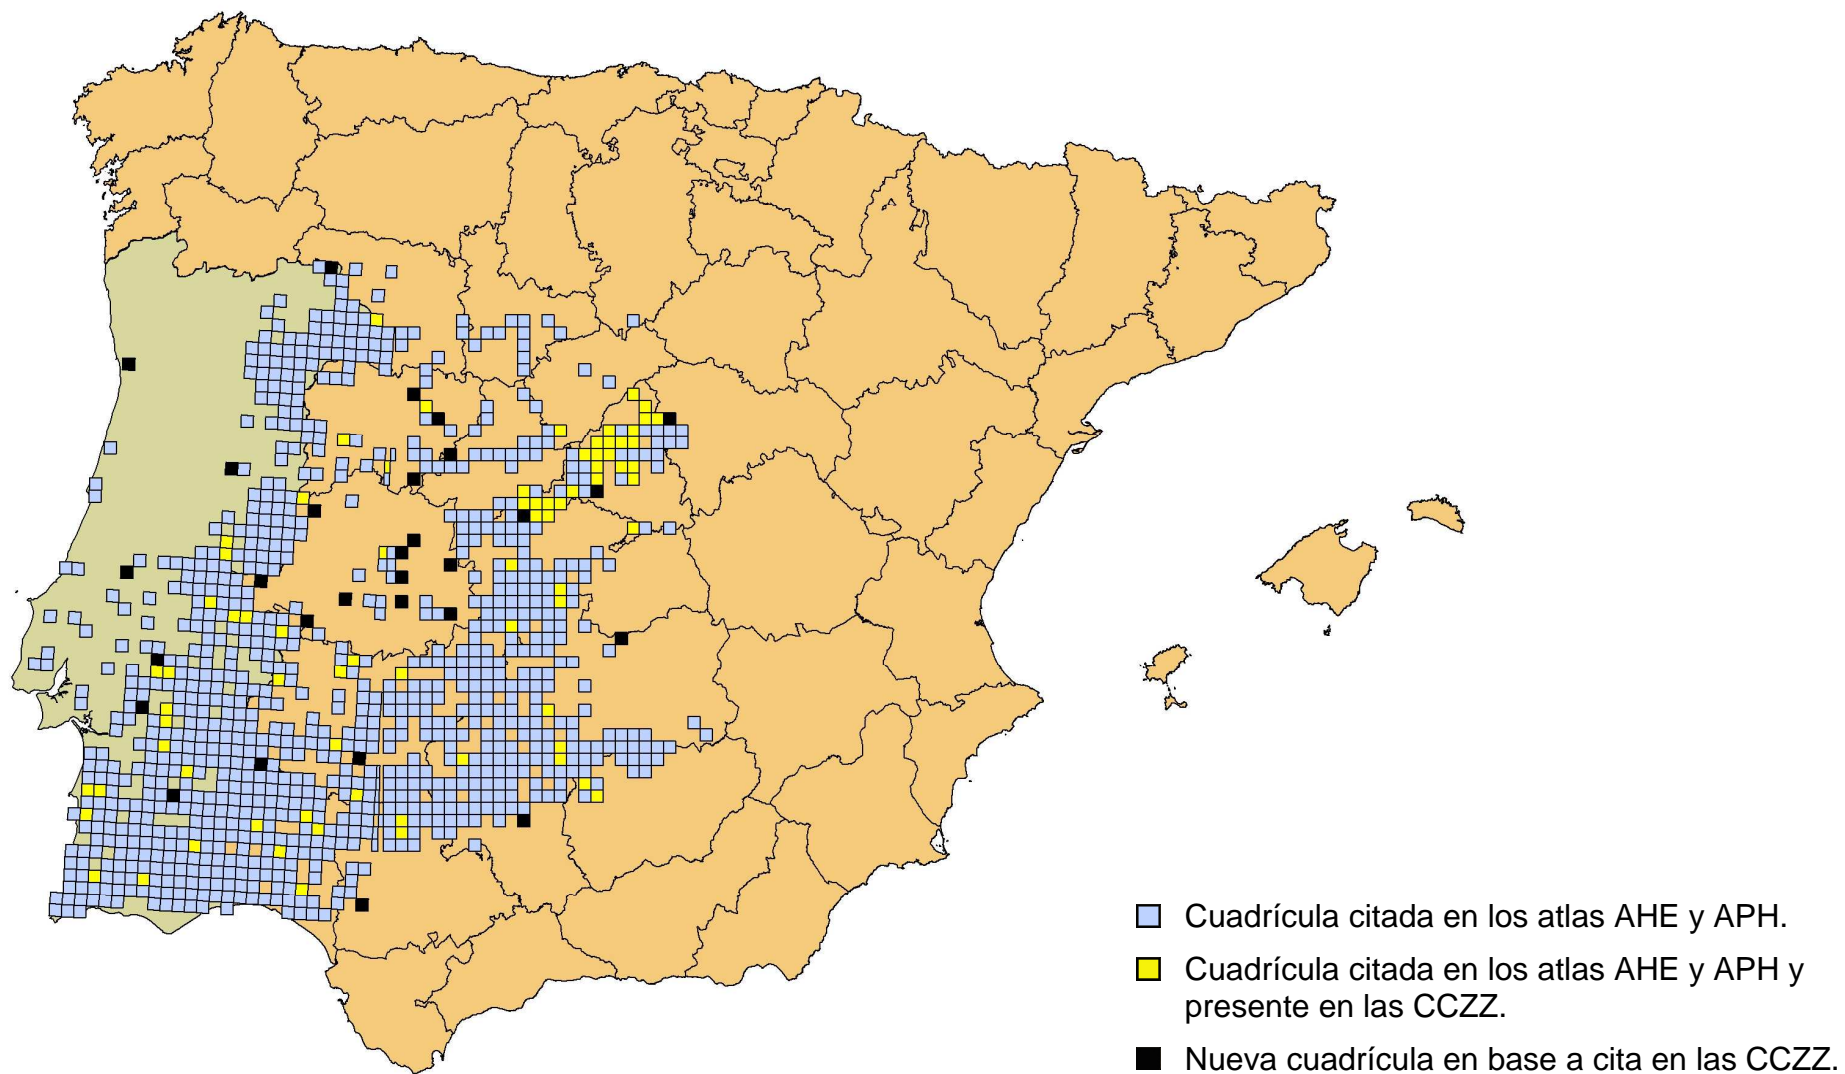 Cuadrícula citada en los atlas AHE y APH.
Cuadrícula citada en los atlas AHE y APH y
presente en las CCZZ.
Nueva cuadrícula en base a cita en las CCZZ.